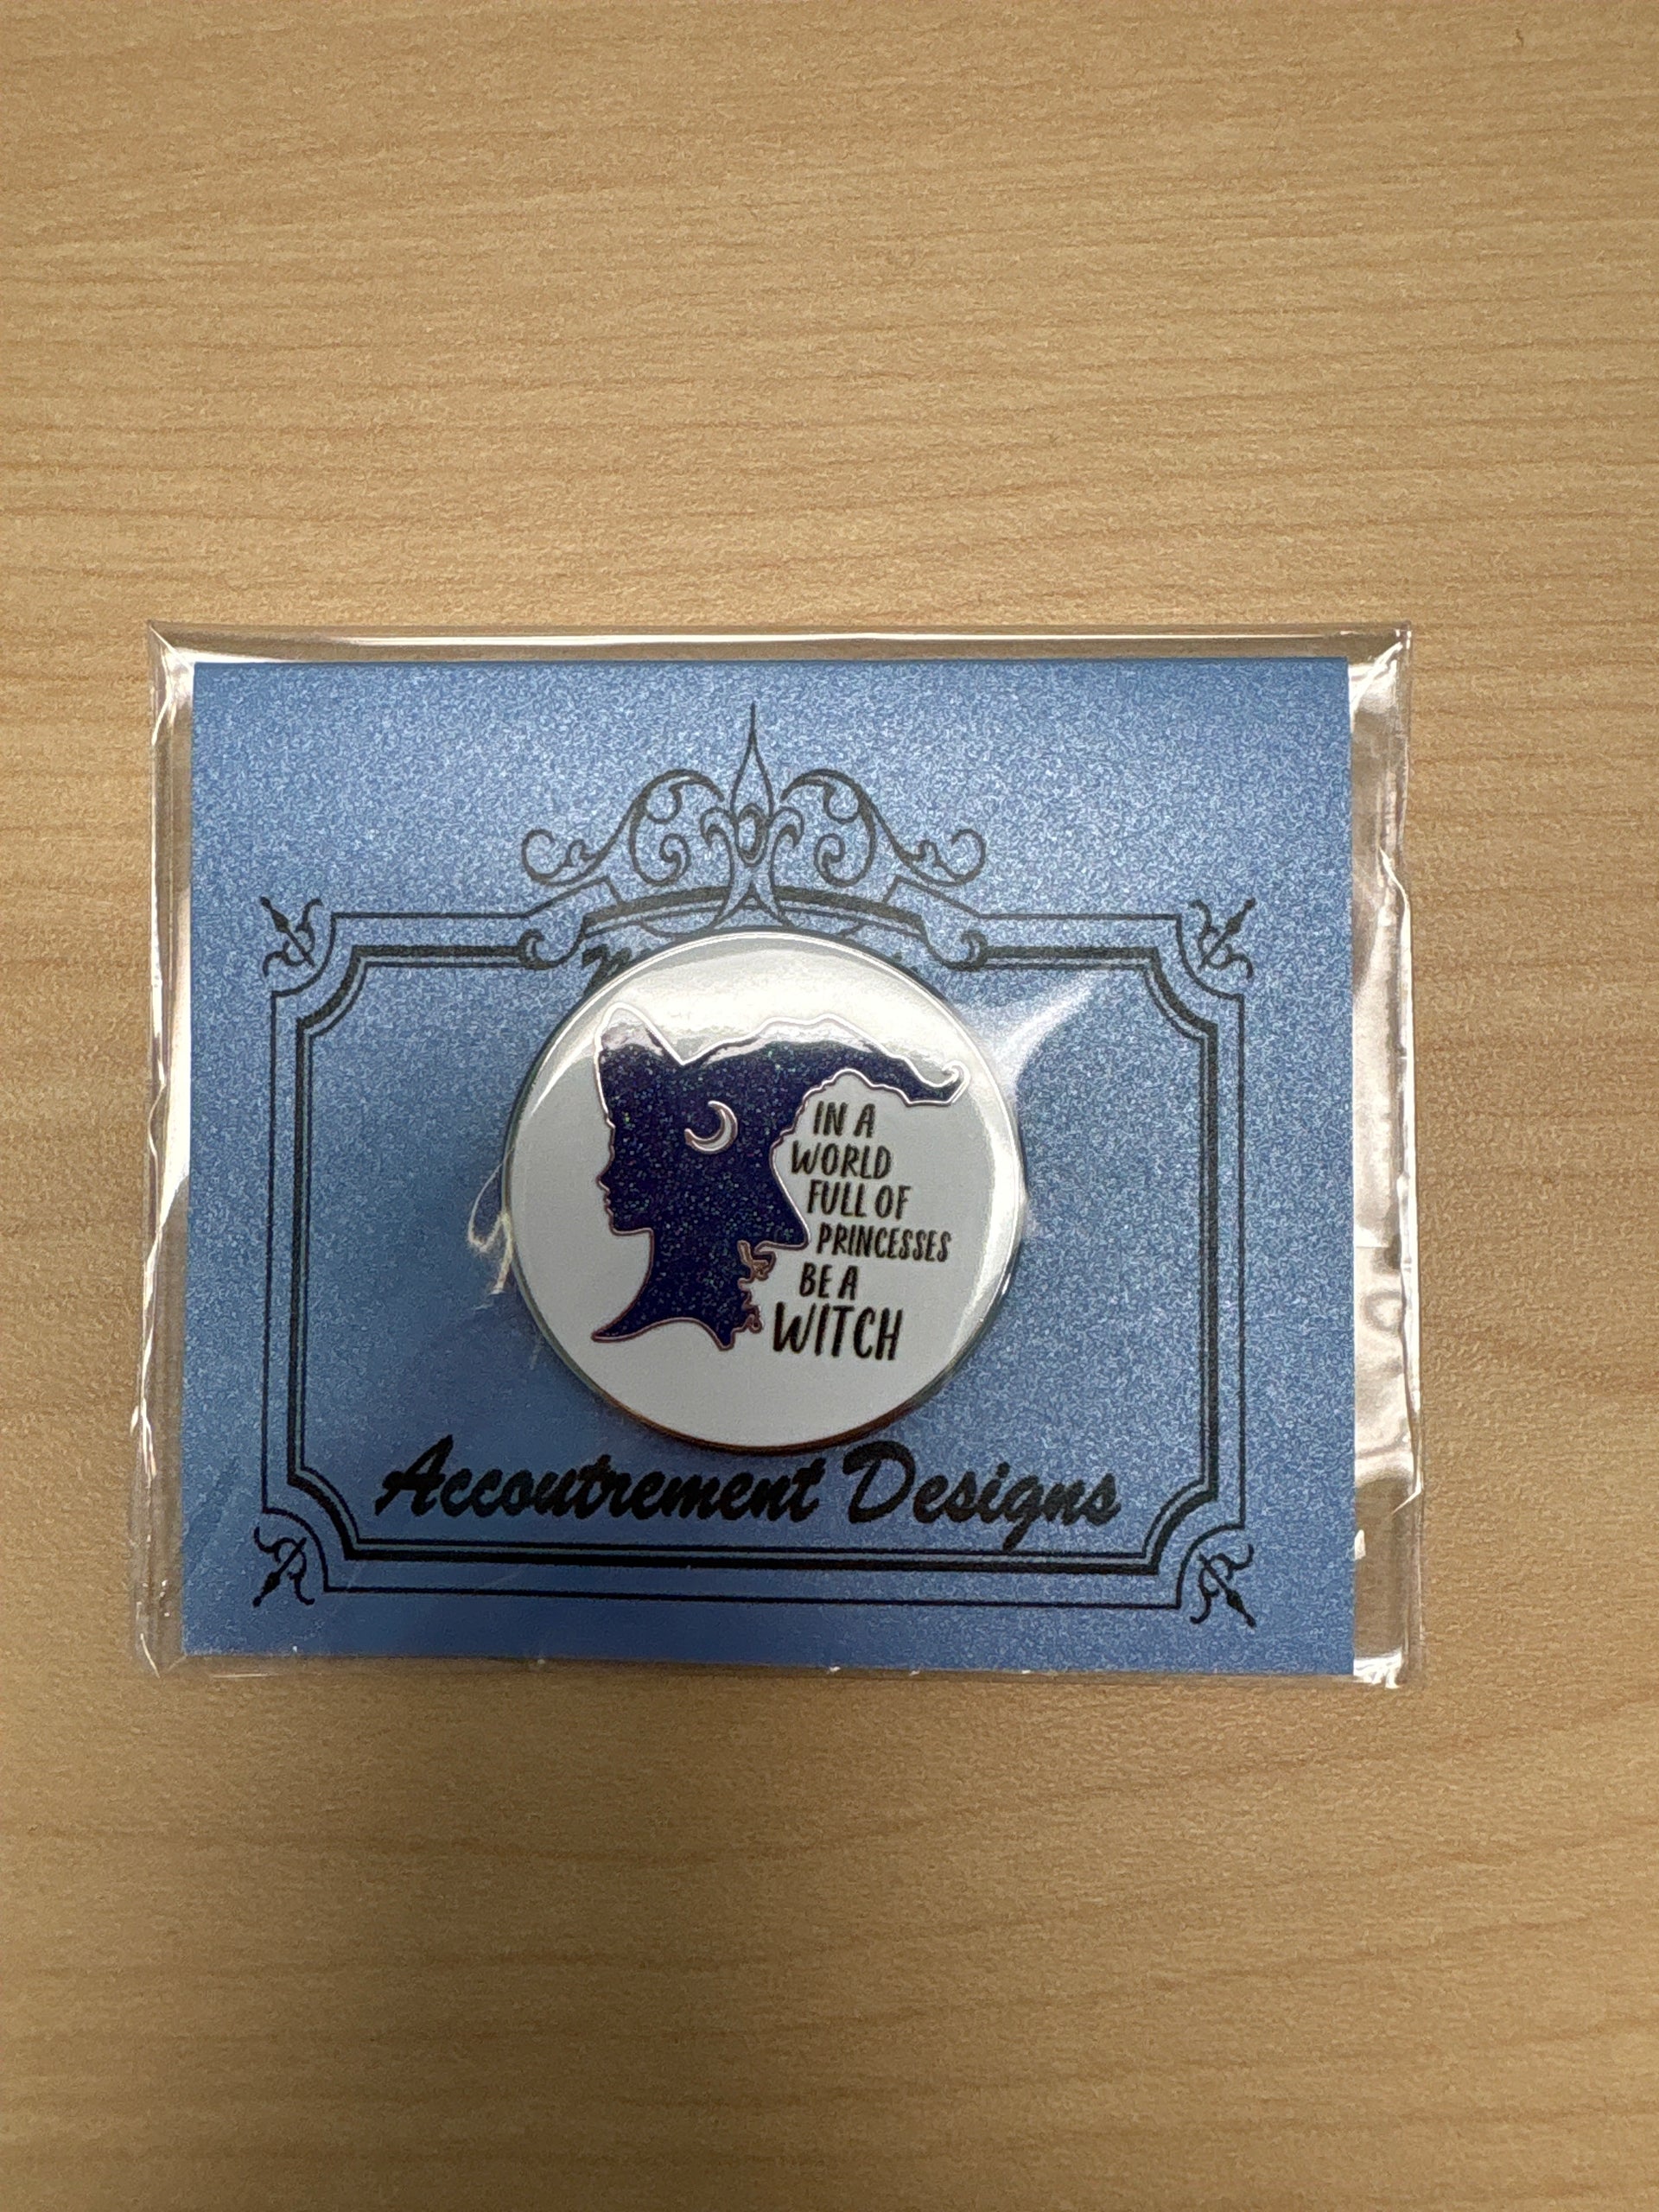 IN A
WORLD
FULL OF
PRINCESSES
BE A
WITCH
Accoutrement Designs